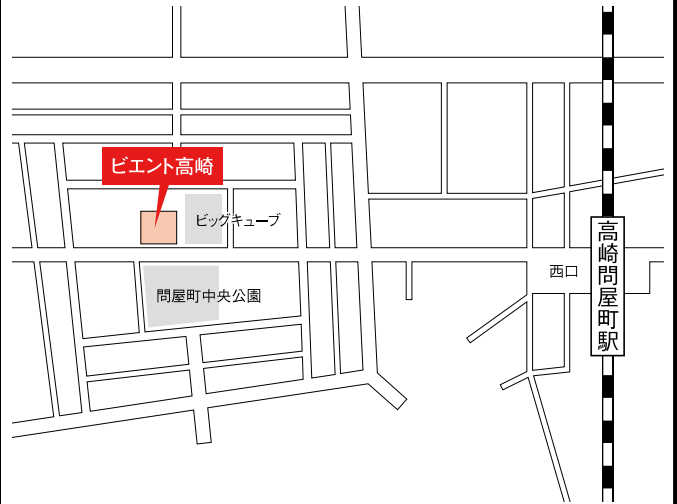 ビエント高崎
ビッグキューブ
問屋町中央公園
西口
高崎問屋町駅